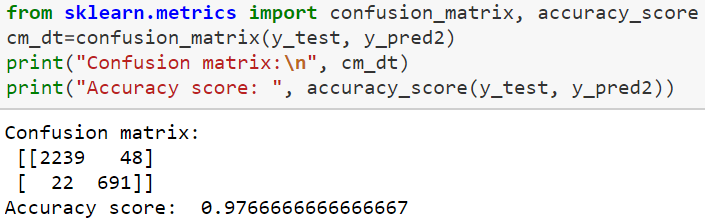 from sklearn.metrics import confusion_matrix, accuracy_score
cm_dt=confusion_matrix(y_test, y_pred2)
print("Confusion matrix:\n", cm_dt)
print("Accuracy score: ", accuracy_score(y_test, y_pred2))
Confusion matrix:
 [[2239   48]
 [  22  691]]
Accuracy score:  0.9766666666666667